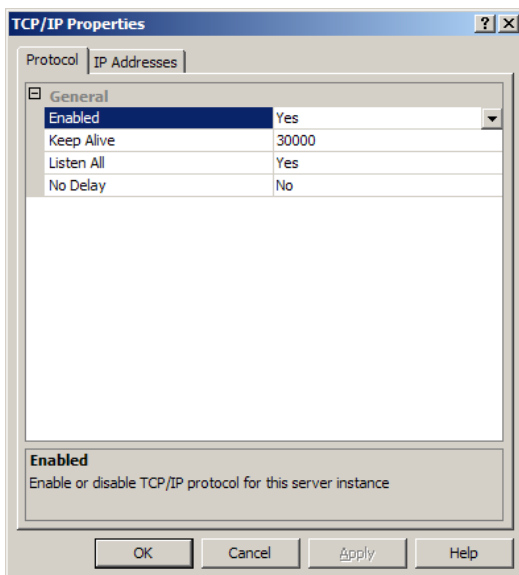 TCP/IP Properties
Protocol IP Addresses
General
Enabled Yes
Keep Alive 30000
Listen All Yes
No Delay No
Enabled
Enable or disable TCP/IP protocol for this server instance
OK Cancel Apply Help